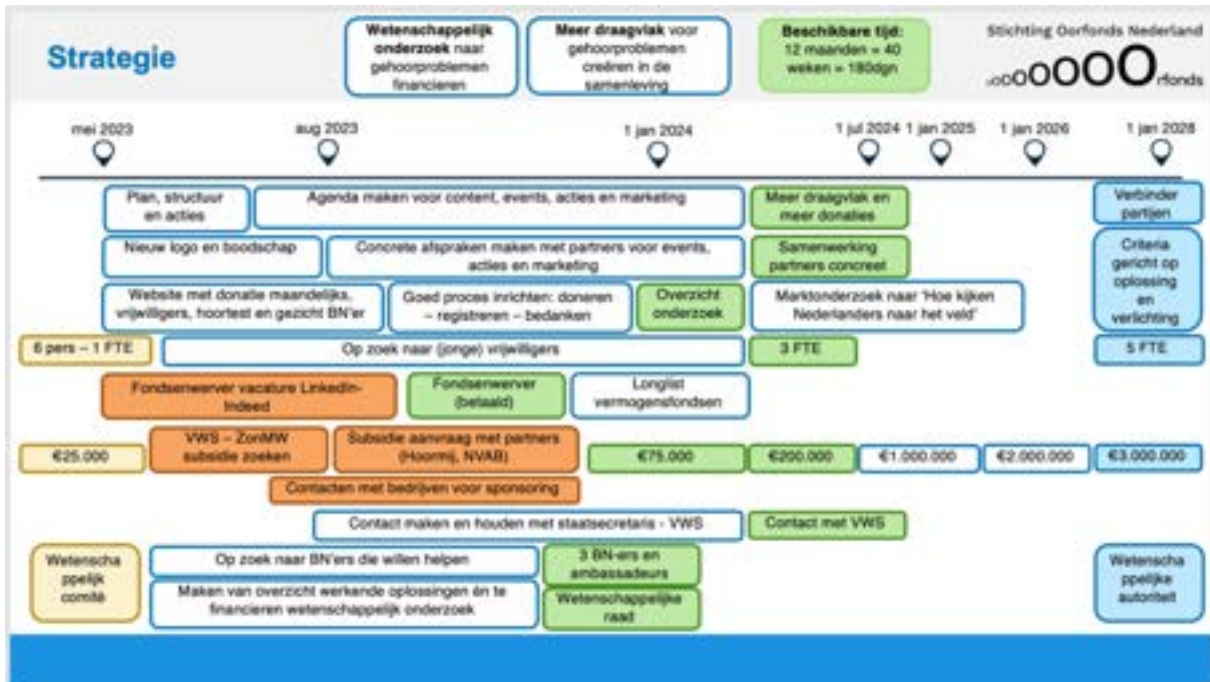 Strategie
Wetenschappelijk
onderzoek naar
gehoorproblemen
financieren
Meer draagvlak voor
gehoorproblemen
creëren in de
samenleving
Beschikbare tijd:
12 maanden = 40
weken = 180dgn
Stichting Oorfonds Nederland
oooOOOOOO rfonds
mei 2023
aug 2023
1 jan 2024
1 jul 2024
1 jan 2025
1 jan 2026
1 jan 2028
Plan, structuur
en acties
Agenda maken voor content, events, acties en marketing
Meer draagvlak en
meer donaties
Verbinder
partijen
Nieuw logo en boodschap
Concrete afspraken maken met partners voor events,
acties en marketing
Samenwerking
partners concreet
Criteria
gericht op
oplossing
en
verlichting
Website met donatie maandelijks,
vrijwilligers, hoortest en gezicht BN'er
Goed proces inrichten: doneren
– registreren – bedanken
Overzicht
onderzoek
Marktonderzoek naar 'Hoe kijken
Nederlanders naar het veld'
6 pers – 1 FTE
Op zoek naar (jonge) vrijwilligers
3 FTE
5 FTE
Fondsenwerver vacature LinkedIn-
Indeed
Fondsenwerver
(betaald)
Longlist
vermogensfondsen
€25.000
VWS – ZonMW
subsidie zoeken
Subsidie aanvraag met partners
(Hoormij, NVAB)
€75.000
€200.000
€1.000.000
€2.000.000
€3.000.000
Contacten met bedrijven voor sponsoring
Contact maken en houden met staatsecretaris - VWS
Contact met VWS
Wetenscha
ppelijk
comité
Op zoek naar BN'ers die willen helpen
3 BN-ers en
ambassadeurs
Maken van overzicht werkende oplossingen én te
financieren wetenschappelijk onderzoek
Wetenschappelijke
raad
Wetenscha
ppelijke
autoriteit